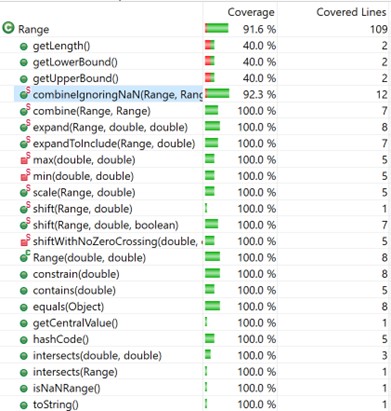 Coverage Covered Lines
Range 91.6 % 109
getLength() 40.0 % 2
getLowerBound() 40.0 % 2
getUpperBound() 40.0 % 2
combineIgnoringNaN(Range, Rang 92.3 % 12
combine(Range, Range) 100.0 % 7
expand(Range, double, double) 100.0 % 8
expandToInclude(Range, double) 100.0 % 7
max(double, double) 100.0 % 5
min(double, double) 100.0 % 5
scale(Range, double) 100.0 % 5
shift(Range, double) 100.0 % 1
shift(Range, double, boolean) 100.0 % 7
shiftWithNoZeroCrossing(double, 100.0 % 5
Range(double, double) 100.0 % 8
constrain(double) 100.0 % 8
contains(double) 100.0 % 5
equals(Object) 100.0 % 8
getCentralValue() 100.0 % 1
hashCode() 100.0 % 5
intersects(double, double) 100.0 % 3
intersects(Range) 100.0 % 1
isNaNRange() 100.0 % 1
toString() 100.0 % 1